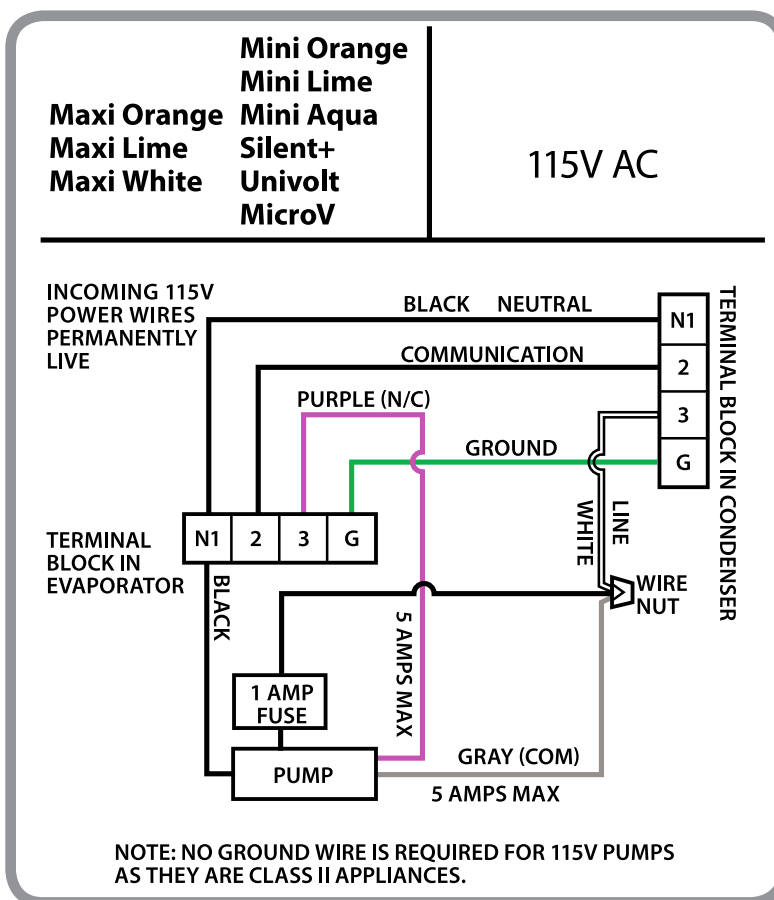 Maxi Orange
Maxi Lime
Maxi White
Mini Orange
Mini Lime
Mini Aqua
Silent+
Univolt
MicroV
115V AC
INCOMING 115V
POWER WIRES
PERMANENTLY
LIVE
BLACK NEUTRAL
COMMUNICATION
PURPLE (N/C)
GROUND
N1
2
3
G
TERMINAL BLOCK IN CONDENSER
LINE
WHITE
WIRE
NUT
TERMINAL
BLOCK IN
EVAPORATOR
N1 2 3 G
BLACK
5 AMPS MAX
1 AMP
FUSE
PUMP
GRAY (COM)
5 AMPS MAX
NOTE: NO GROUND WIRE IS REQUIRED FOR 115V PUMPS
AS THEY ARE CLASS II APPLIANCES.